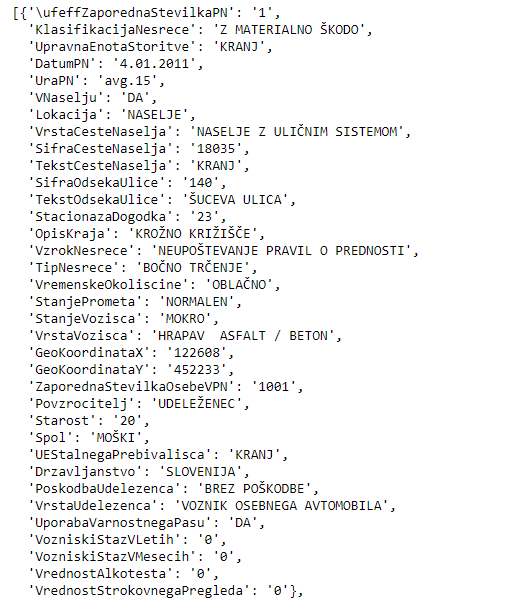 [{'\ufeffZaporednaStevilkaPN': '1',
'KlasifikacijaNesrece': 'Z MATERIALNO ŠKODO',
'UpravnaEnotaStoritve': 'KRANJ',
'DatumPN': '4.01.2011',
'UraPN': 'avg.15',
'VNaselju': 'DA',
'Lokacija': 'NASELJE',
'VrstaCesteNaselja': 'NASELJE Z ULIČNIM SISTEMOM',
'SifraCesteNaselja': '18035',
'TekstCesteNaselja': 'KRANJ',
'SifraOdsekaUlice': '140',
'TekstOdsekaUlice': 'ŠUCEVA ULICA',
'StacionazaDogodka': '23',
'OpisKraja': 'KROŽNO KRIŽIŠČE',
'VzrokNesrece': 'NEUPOŠTEVANJE PRAVIL O PREDNOSTI',
'TipNesrece': 'BOČNO TRČENJE',
'VremenskeOkoliscine': 'OBLAČNO',
'StanjePrometa': 'NORMALEN',
'StanjeVozisca': 'MOKRO',
'VrstaVozisca': 'HRAPAV  ASFALT / BETON',
'GeoKoordinataX': '122608',
'GeoKoordinataY': '452233',
'ZaporednaStevilkaOsebeVPN': '1001',
'Povzrocitelj': 'UDELEŽENEC',
'Starost': '20',
'Spol': 'MOŠKI',
'UEStalnegaPrebivalisca': 'KRANJ',
'Drzavljanstvo': 'SLOVENIJA',
'PoskodbaUdelezenca': 'BREZ POŠKODBE',
'VrstaUdelezenca': 'VOZNIK OSEBNEGA AVTOMOBILA',
'UporabaVarnostnegaPasu': 'DA',
'VozniskiStazVLetih': '0',
'VozniskiStazVMesecih': '0',
'VrednostAlkotesta': '0',
'VrednostStrokovnegaPregleda': '0'},